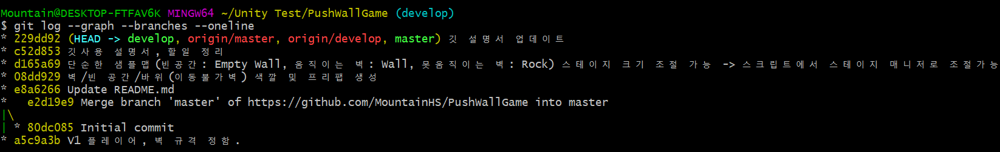 Mountain@DESKTOP-FTFAV6K MINGW64 ~/Unity Test/PushWallGame (develop)
$ git log --graph --branches --oneline
* 229dd92 (HEAD -> develop, origin/master, origin/develop, master) 깃 설명서 업데이트
* c52d853 깃사용 설명서, 할일 정리
* d165a69 단순한 샘플맵(빈공간: Empty Wall, 움직이는 벽: Wall, 못움직이는 벽: Rock) 스테이지 크기 조절 가능 -> 스크립트에서 스테이지 매니저로 조절가능
* 08dd929 벽/빈 공간/바위(이동불가벽) 색깔 및 프리팹 생성
* e8a6266 Update README.md
*   e2d19e9 Merge branch 'master' of https://github.com/MountainHS/PushWallGame into master
|\
| * 80dc085 Initial commit
* a5c9a3b V1 플레이어, 벽 규격 정함.